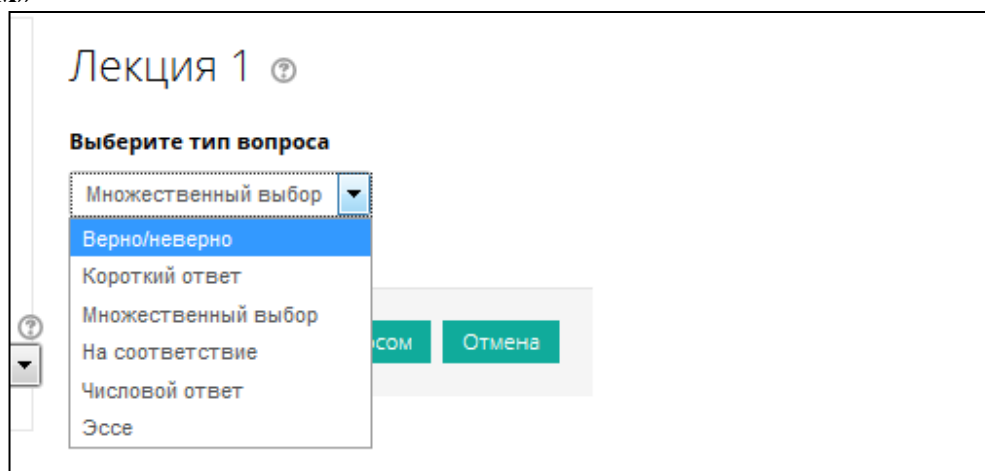 Лекция 1
Выберите тип вопроса
Множественный выбор
Верно/неверно
Короткий ответ
Множественный выбор
На соответствие
сом Отмена
Числовой ответ
Эссе